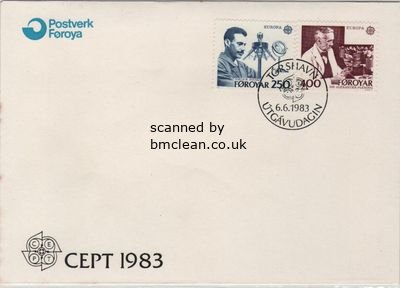 Postverk
Føroya
EUROPA
EUROPA
FØROYAR 250
400
FØROYAR
TÓRSHAVN
6.6.1983
ÚTGÁVUDAGIN
scanned by
bmclean.co.uk
CEPT
CEPT 1983